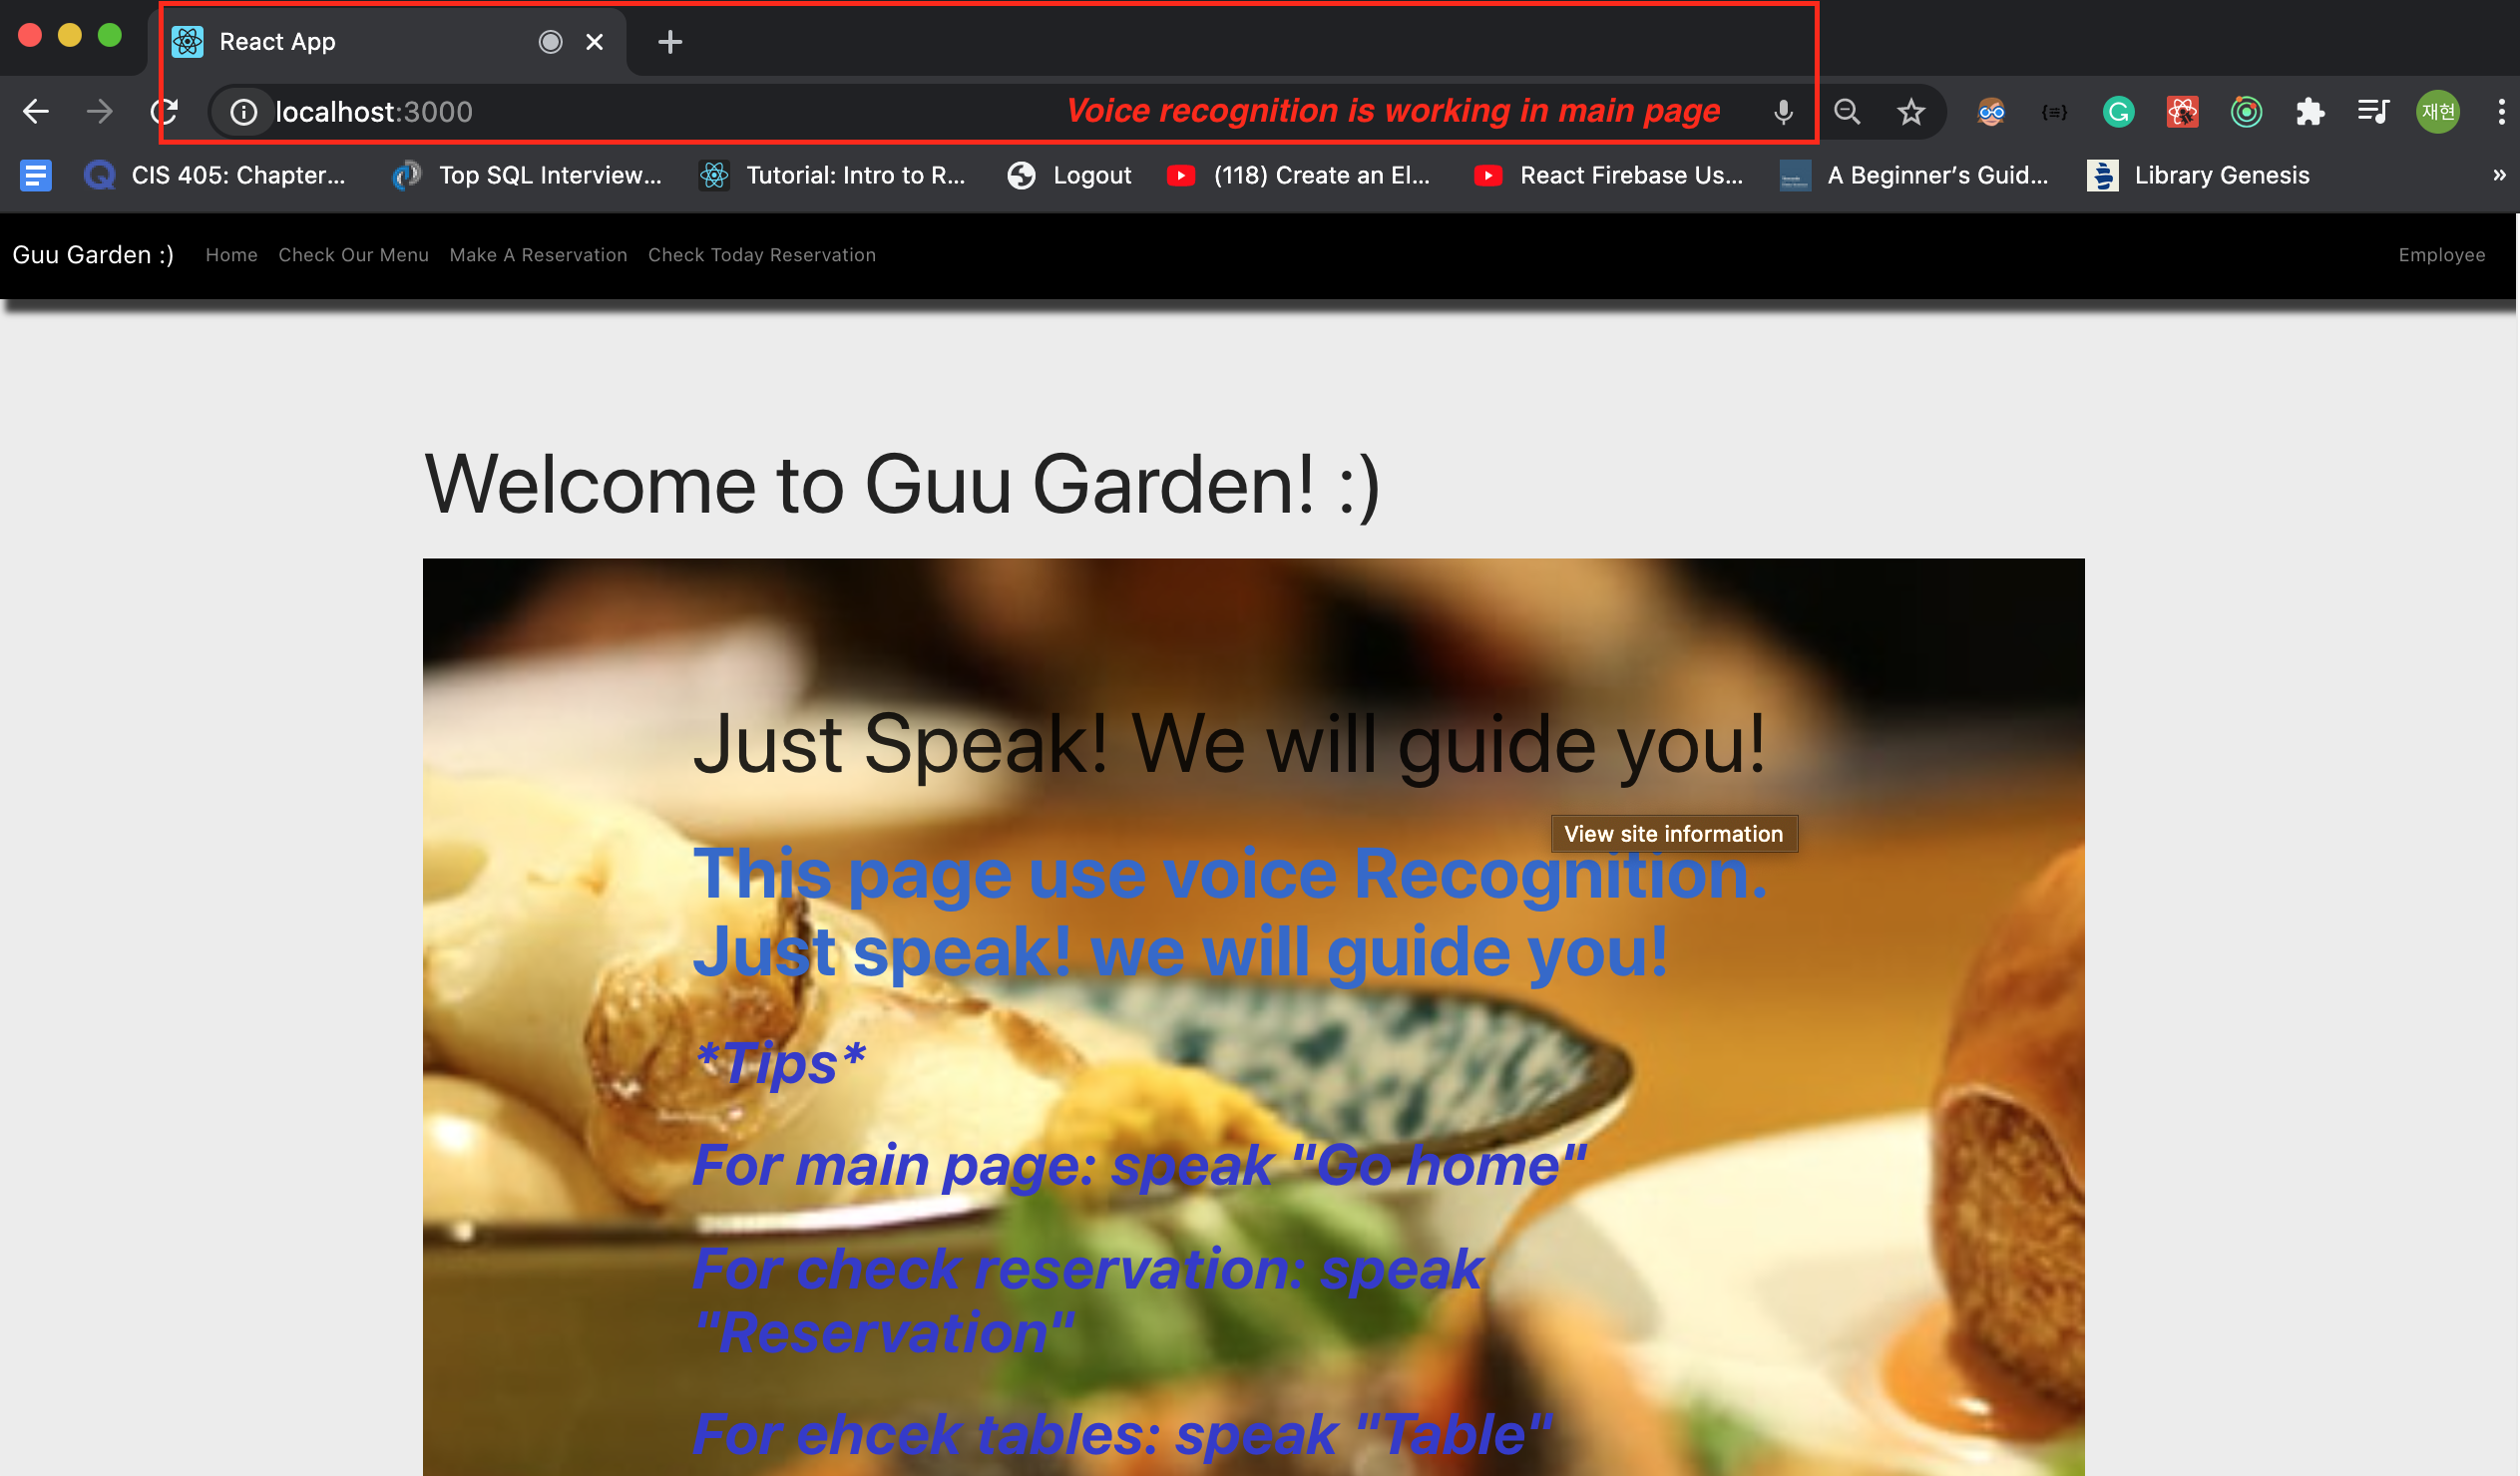 React App
localhost:3000
Voice recognition is working in main page
재현
CIS 405: Chapter...
Top SQL Interview...
Tutorial: Intro to R...
Logout
(118) Create an El...
React Firebase Us...
A Beginner's Guid...
Library Genesis
Guu Garden :)
Home
Check Our Menu
Make A Reservation
Check Today Reservation
Employee
Welcome to Guu Garden! :)
Just Speak! We will guide you!
View site information
This page use voice Recognition.
Just speak! we will guide you!
*Tips*
For main page: speak "Go home"
For check reservation: speak
"Reservation"
For ehcek tables: speak "Table"